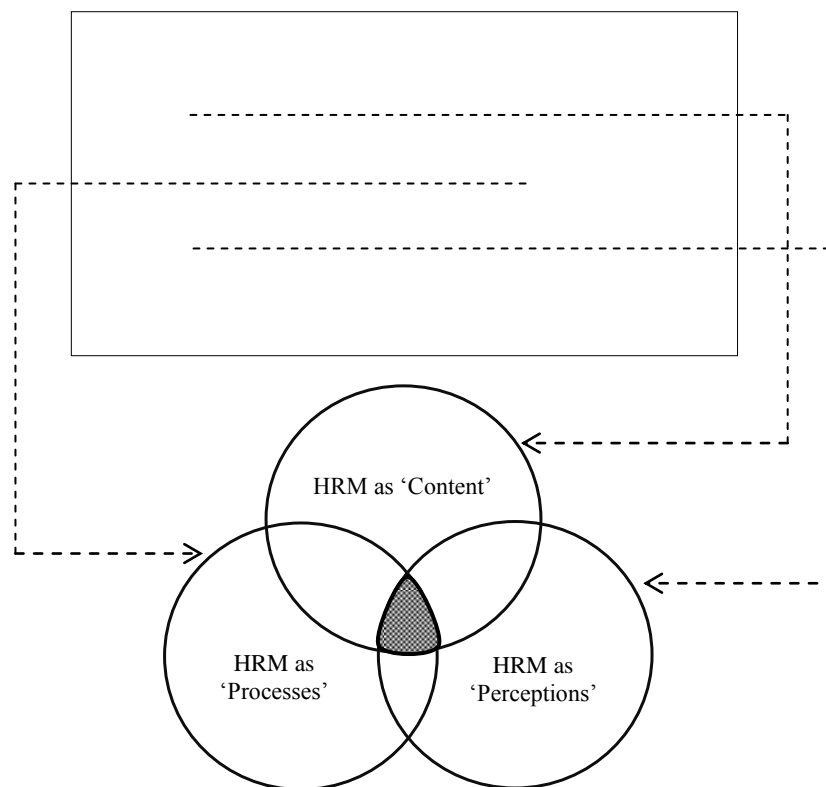 HRM as ‘Content’
HRM as
‘Processes’
HRM as
‘Perceptions’